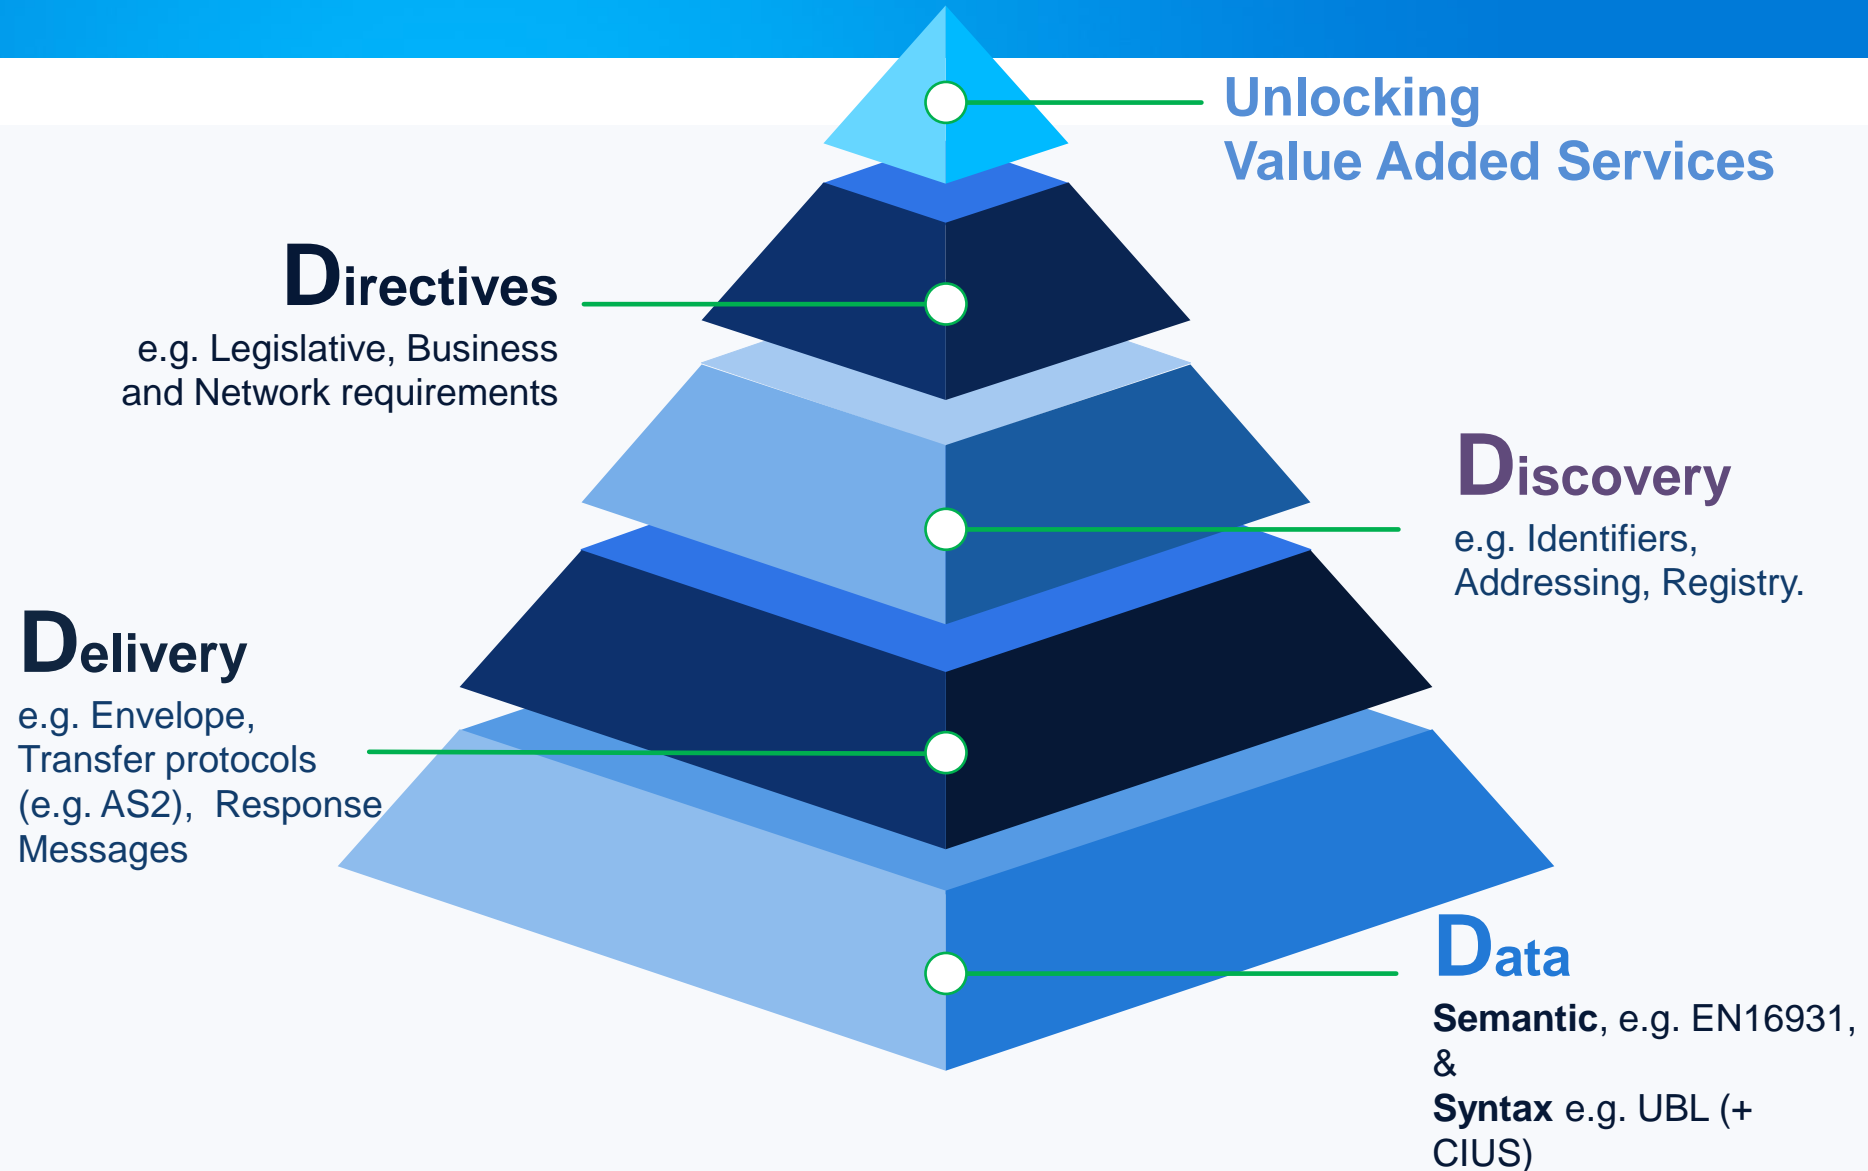 Unlocking
Value Added Services
Directives
e.g. Legislative, Business
and Network requirements
Discovery
e.g. Identifiers,
Addressing, Registry.
Delivery
e.g. Envelope,
Transfer protocols
(e.g. AS2),  Response
Messages
Data
Semantic, e.g. EN16931,
&
Syntax e.g. UBL (+
CIUS)